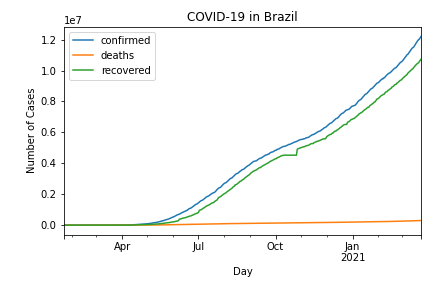 COVID-19 in Brazil
1e7
confirmed
deaths
recovered
1.2
1.0
0.8
0.6
0.4
0.2
0.0
Number of Cases
Apr
Jul
Oct
Jan
2021
Day